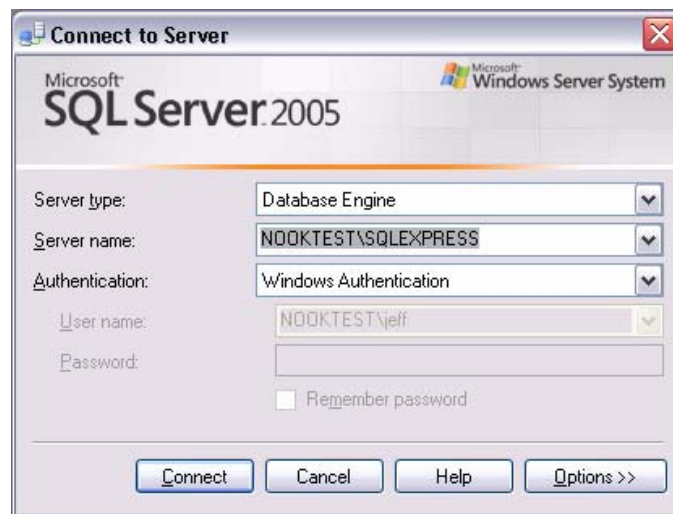 Connect to Server
Microsoft
SQL Server 2005
Microsoft
Windows Server System
Server type:
Database Engine
Server name:
NOOKTEST\SQLEXPRESS
Authentication:
Windows Authentication
User name:
NOOKTEST\jeff
Password:
Remember password
Connect
Cancel
Help
Options >>